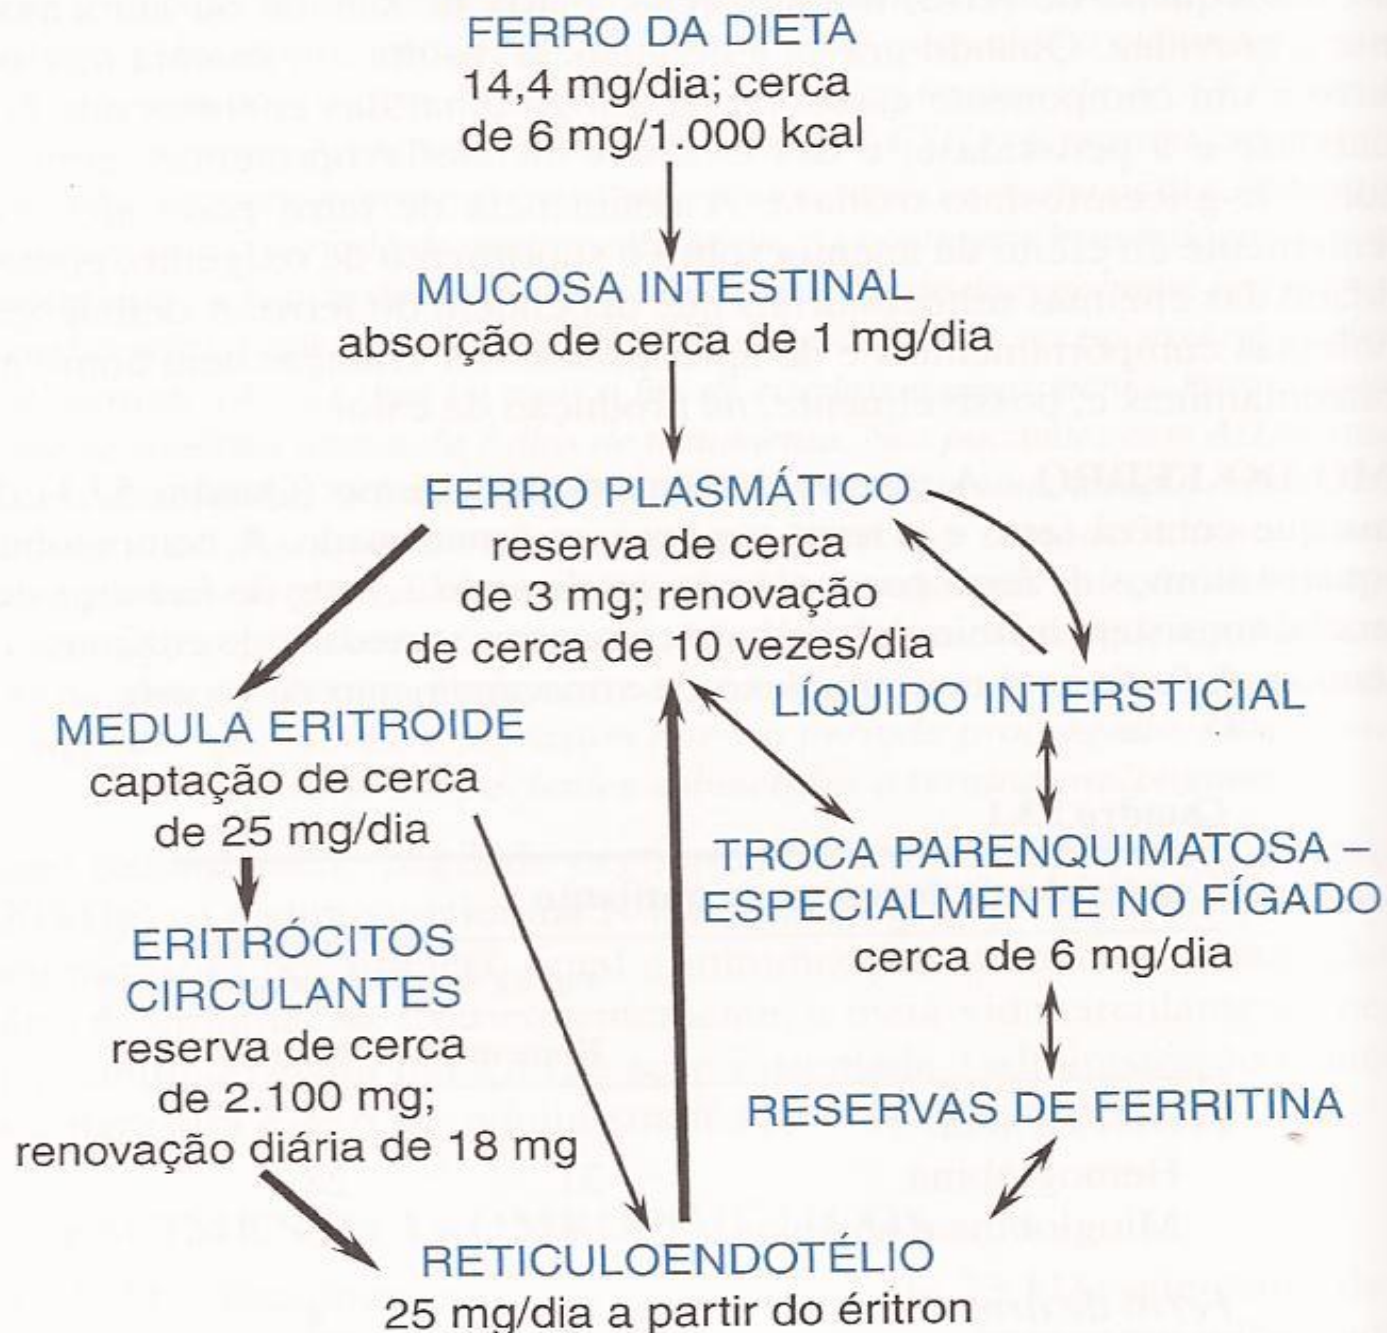 FERRO DA DIETA
14,4 mg/dia; cerca
de 6 mg/1.000 kcal
MUCOSA INTESTINAL
absorção de cerca de 1 mg/dia
FERRO PLASMÁTICO
reserva de cerca
de 3 mg; renovação
de cerca de 10 vezes/dia
MEDULA ERITROIDE
captação de cerca
de 25 mg/dia
LÍQUIDO INTERSTICIAL
TROCA PARENQUIMATOSA –
ESPECIALMENTE NO FÍGADO
cerca de 6 mg/dia
ERITRÓCITOS
CIRCULANTES
reserva de cerca
de 2.100 mg;
renovação diária de 18 mg
RESERVAS DE FERRITINA
RETICULOENDOTÉLIO
25 mg/dia a partir do éritron